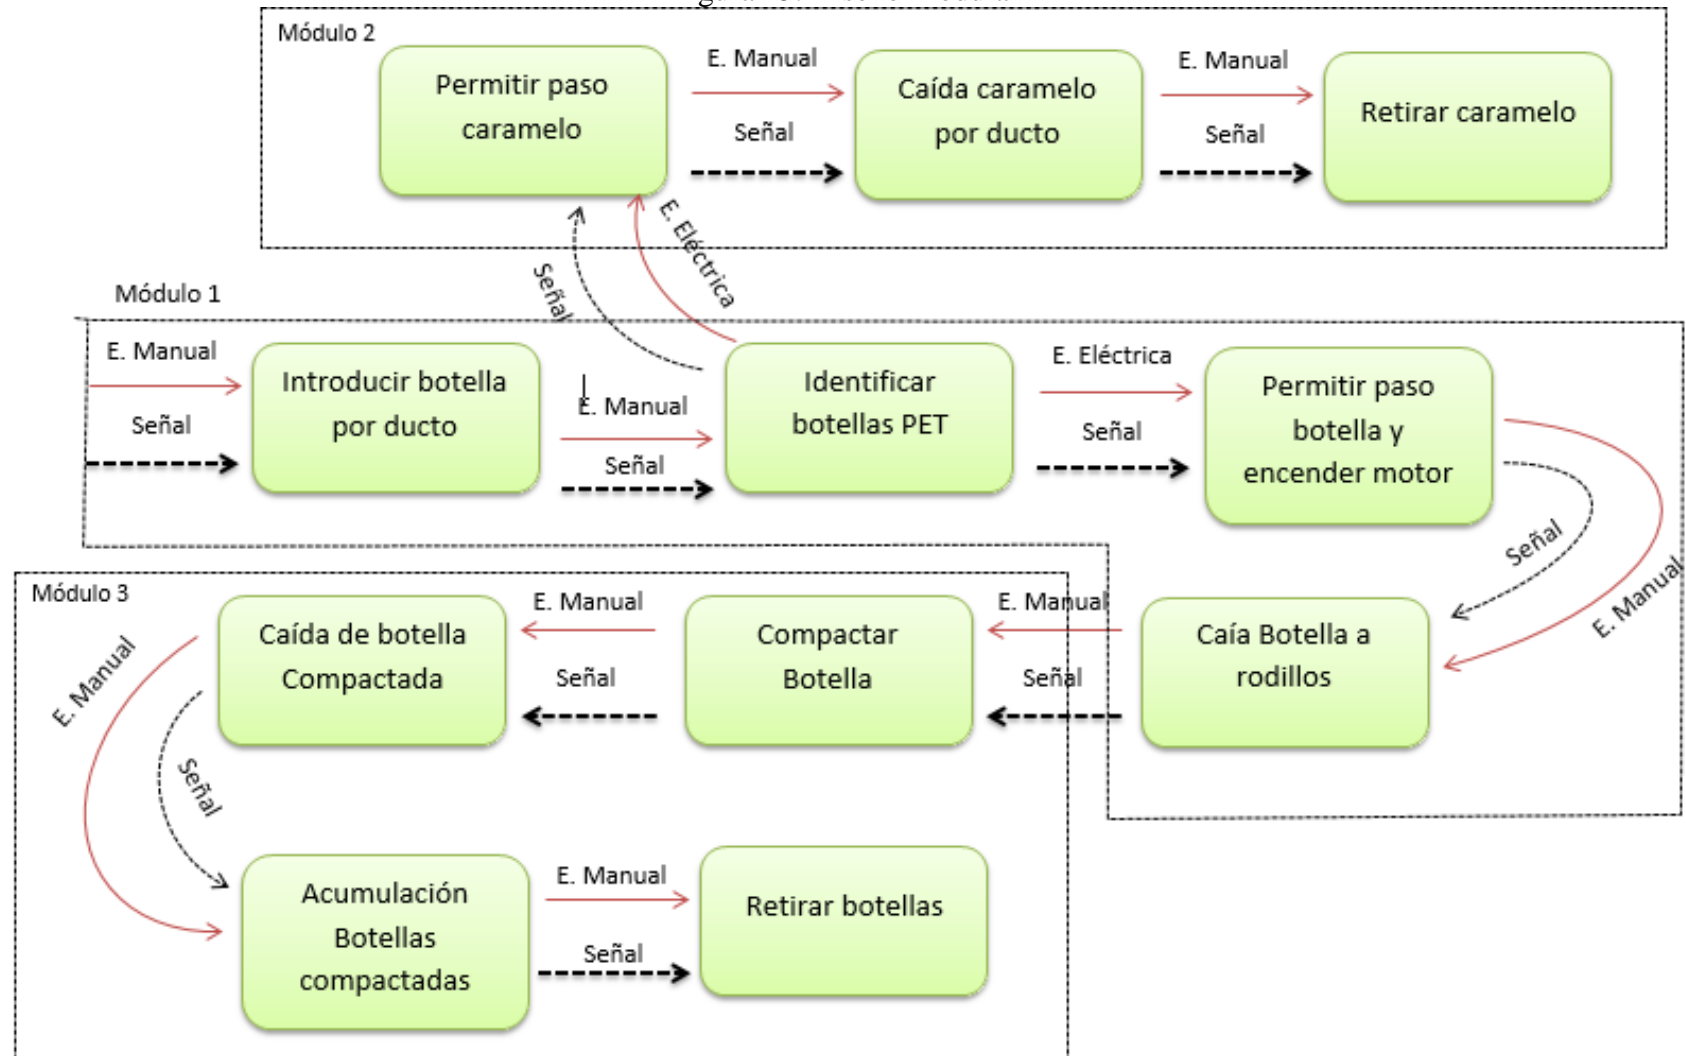 Módulo 2
Permitir paso
caramelo
E. Manual
Señal
Caída caramelo
por ducto
E. Manual
Señal
Retirar caramelo
Señal
E. Eléctrica
Módulo 1
E. Manual
Señal
Introducir botella
por ducto
E. Manual
Señal
Identificar
botellas PET
E. Eléctrica
Señal
Permitir paso
botella y
encender motor
Señal
E. Manual
Caía Botella a
rodillos
E. Manual
Señal
Módulo 3
Compactar
Botella
E. Manual
Señal
Caída de botella
Compactada
E. Manual
Señal
Acumulación
Botellas
compactadas
E. Manual
Señal
Retirar botellas